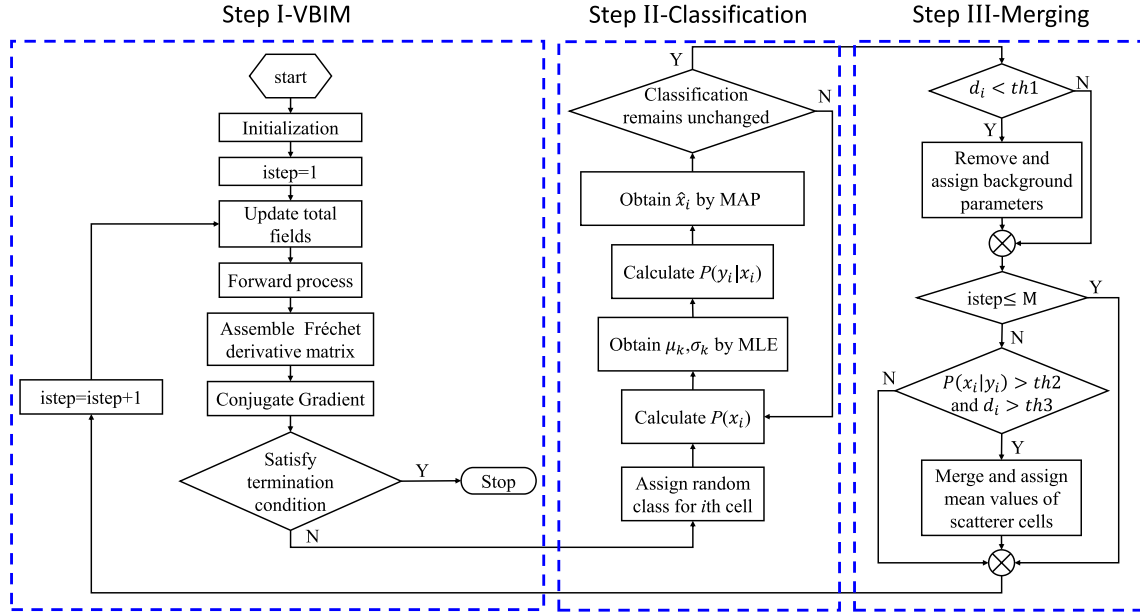 Step I-VBIM
start
Initialization
istep=1
Update total
fields
Forward process
Assemble Fréchet
derivative matrix
Conjugate Gradient
istep=istep+1
Satisfy
termination
condition
Y
Stop
N
Step II-Classification
Y
Classification
remains unchanged
N
Obtain x̂ᵢ by MAP
Calculate P(yᵢ|xᵢ)
Obtain μₖ,σₖ by MLE
Calculate P(xᵢ)
Assign random
class for ith cell
Step III-Merging
dᵢ < th1
N
Y
Remove and
assign background
parameters
istep≤ M
Y
N
P(xᵢ|yᵢ) > th2
and dᵢ > th3
N
Y
Merge and assign
mean values of
scatterer cells